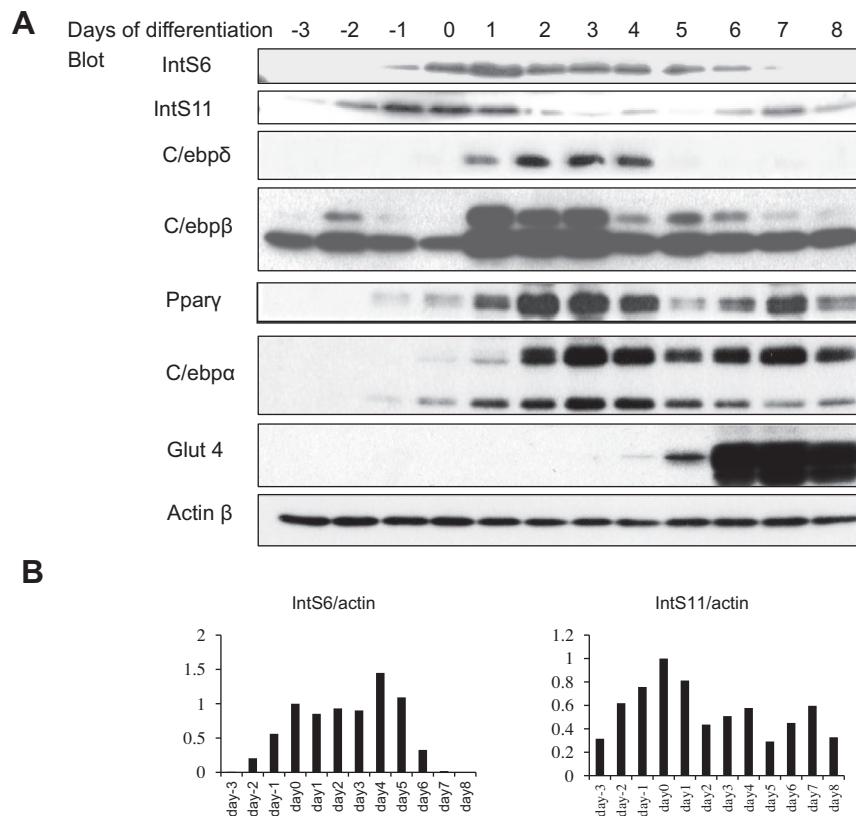 A
Days of differentiation -3 -2 -1 0 1 2 3 4 5 6 7 8
Blot
IntS6
IntS11
C/ebpδ
C/ebpβ
Pparγ
C/ebpα
Glut 4
Actin β
B
IntS6/actin
2
1.5
1
0.5
0
day-3 day-2 day-1 day0 day1 day2 day3 day4 day5 day6 day7 day8
IntS11/actin
1.2
1
0.8
0.6
0.4
0.2
0
day-3 day-2 day-1 day0 day1 day2 day3 day4 day5 day6 day7 day8